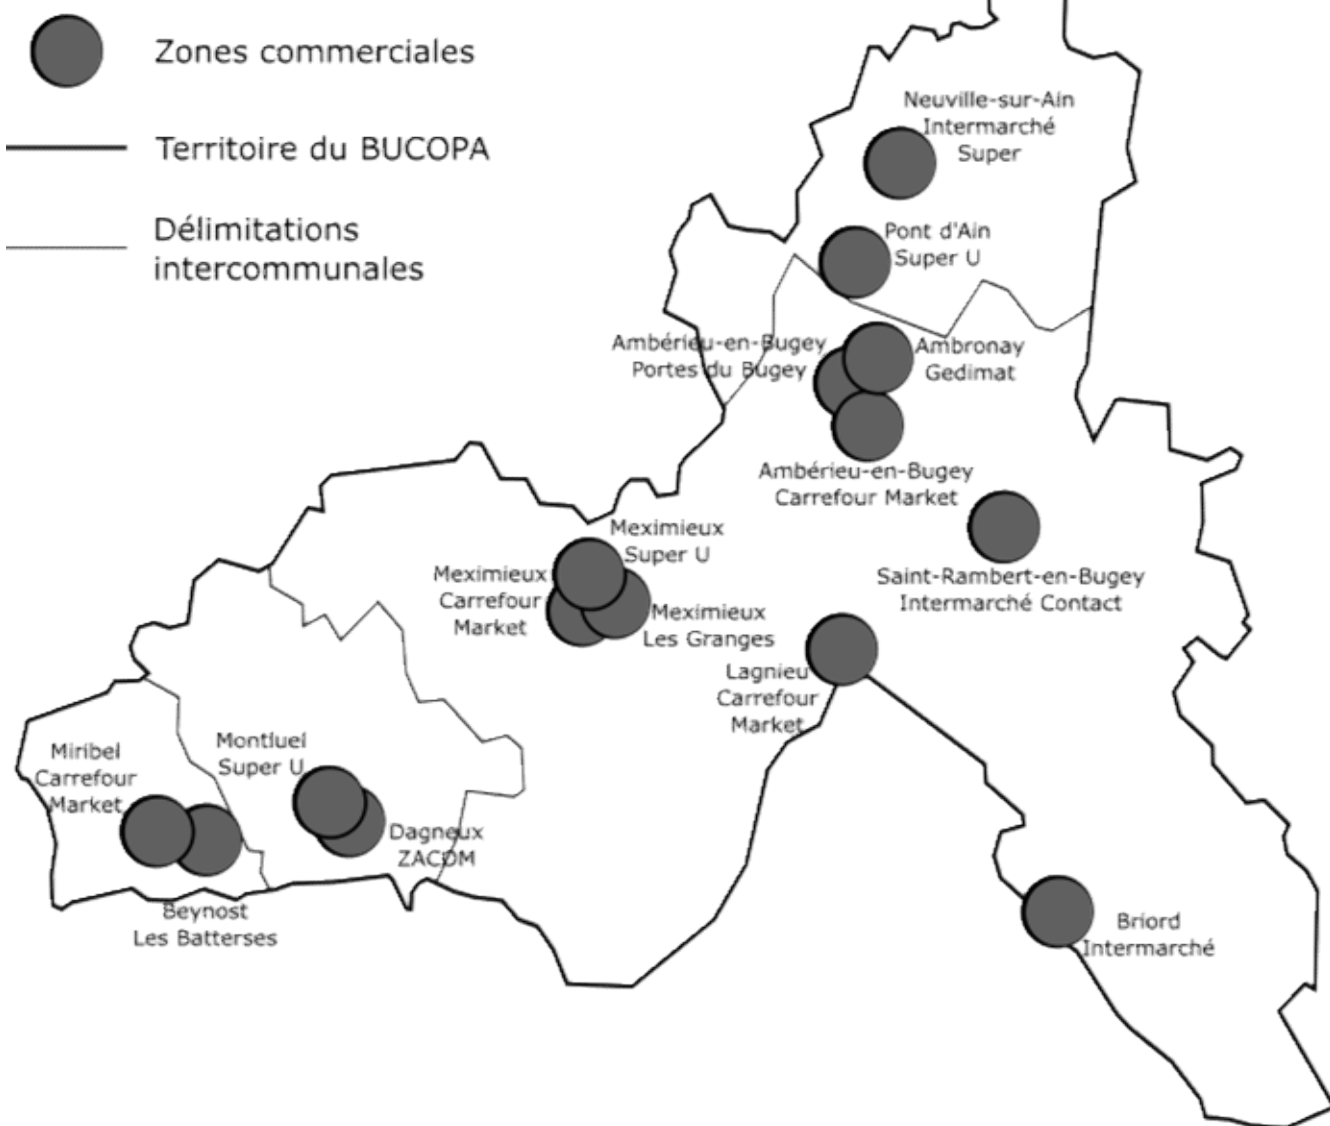 Zones commerciales
Territoire du BUCOPA
Délimitations
intercommunales
Neuville-sur-Ain
Intermarché
Super
Pont d'Ain
Super U
Ambérieu-en-Bugey
Portes du Bugey
Ambronay
Gedimat
Ambérieu-en-Bugey
Carrefour Market
Saint-Rambert-en-Bugey
Intermarché Contact
Meximieux
Super U
Meximieux
Carrefour
Market
Meximieux
Les Granges
Lagnieu
Carrefour
Market
Miribel
Carrefour
Market
Montluel
Super U
Dagneux
ZACOM
Beynost
Les Batterses
Briord
Intermarché